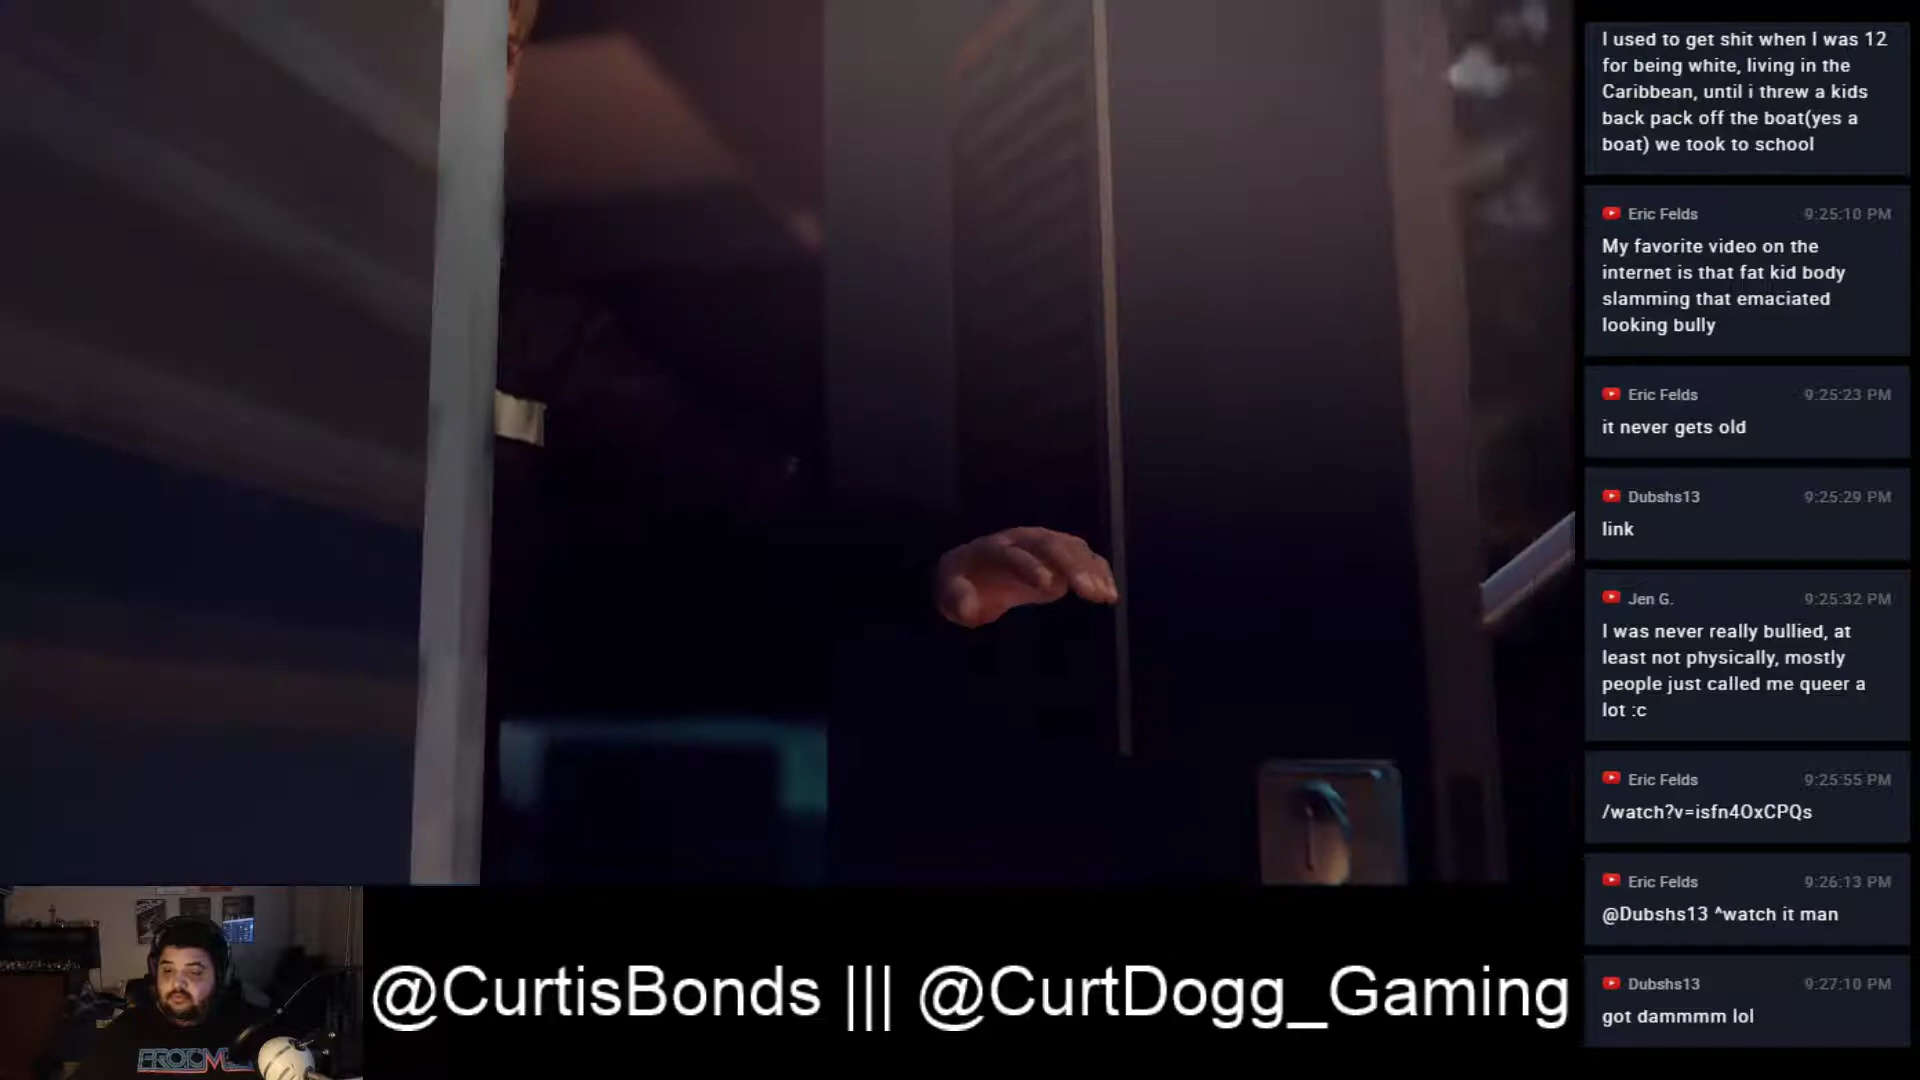 I used to get shit when I was 12
for being white, living in the
Caribbean, until i threw a kids
back pack off the boat(yes a
boat) we took to school
Eric Felds 9:25:10 PM
My favorite video on the
internet is that fat kid body
slamming that emaciated
looking bully
Eric Felds 9:25:23 PM
it never gets old
Dubshs13 9:25:29 PM
link
Jen G. 9:25:32 PM
I was never really bullied, at
least not physically, mostly
people just called me queer a
lot :c
Eric Felds 9:25:55 PM
/watch?v=isfn4OxCPQs
Eric Felds 9:26:13 PM
@Dubshs13 ^watch it man
Dubshs13 9:27:10 PM
got dammmm lol
@CurtisBonds ||| @CurtDogg_Gaming